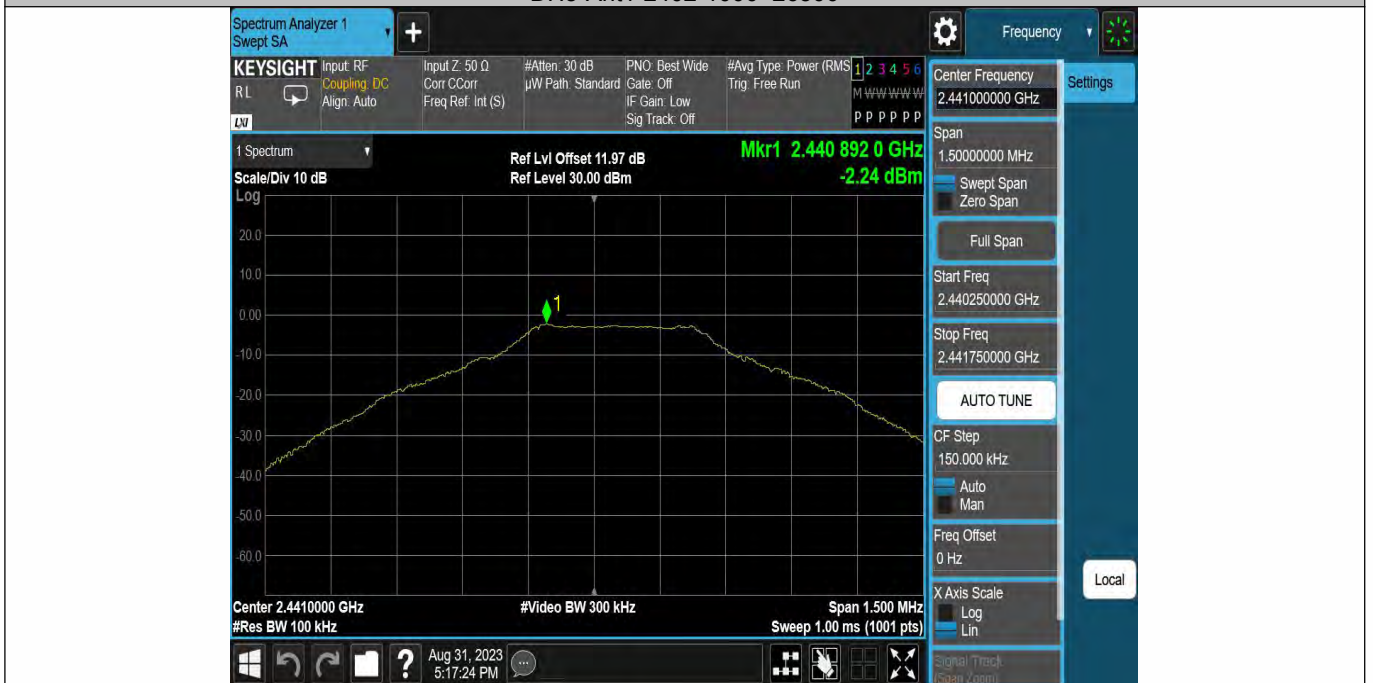 Spectrum Analyzer 1
Swept SA
Frequency
KEYSIGHT
RL
LXI
Input: RF
Coupling: DC
Align: Auto
Input Z: 50 Ω
Corr CCorr
Freq Ref: Int (S)
#Atten: 30 dB
µW Path: Standard
PNO: Best Wide
Gate: Off
IF Gain: Low
Sig Track: Off
#Avg Type: Power (RMS
Trig: Free Run
1 2 3 4 5 6
M W W W W W
P P P P P P
1 Spectrum
Scale/Div 10 dB
Ref Lvl Offset 11.97 dB
Ref Level 30.00 dBm
Mkr1 2.440 892 0 GHz
-2.24 dBm
Log
20.0
10.0
0.00
-10.0
-20.0
-30.0
-40.0
-50.0
-60.0
1
Center 2.4410000 GHz
#Res BW 100 kHz
#Video BW 300 kHz
Span 1.500 MHz
Sweep 1.00 ms (1001 pts)
Aug 31, 2023
5:17:24 PM
Center Frequency
2.441000000 GHz
Settings
Span
1.50000000 MHz
Swept Span
Zero Span
Full Span
Start Freq
2.440250000 GHz
Stop Freq
2.441750000 GHz
AUTO TUNE
CF Step
150.000 kHz
Auto
Man
Freq Offset
0 Hz
X Axis Scale
Log
Lin
Local
Signal Track
(Span Zoom)